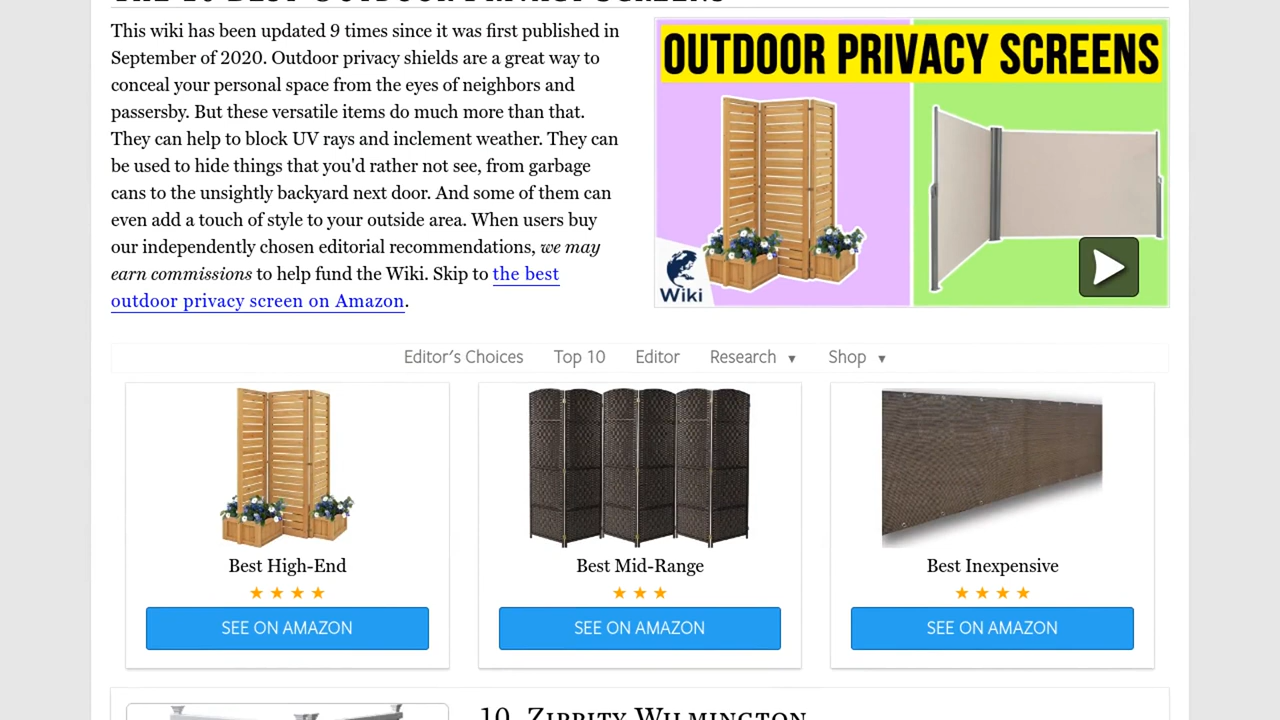 THE 10 BEST OUTDOOR PRIVACY SCREENS
This wiki has been updated 9 times since it was first published in
September of 2020. Outdoor privacy shields are a great way to
conceal your personal space from the eyes of neighbors and
passersby. But these versatile items do much more than that.
They can help to block UV rays and inclement weather. They can
be used to hide things that you'd rather not see, from garbage
cans to the unsightly backyard next door. And some of them can
even add a touch of style to your outside area. When users buy
our independently chosen editorial recommendations, we may
earn commissions to help fund the Wiki. Skip to the best
outdoor privacy screen on Amazon.
OUTDOOR PRIVACY SCREENS
Wiki
Editor's Choices Top 10 Editor Research ▼ Shop ▼
Best High-End
Best Mid-Range
Best Inexpensive
SEE ON AMAZON
SEE ON AMAZON
SEE ON AMAZON
10. Zippity Wilmington